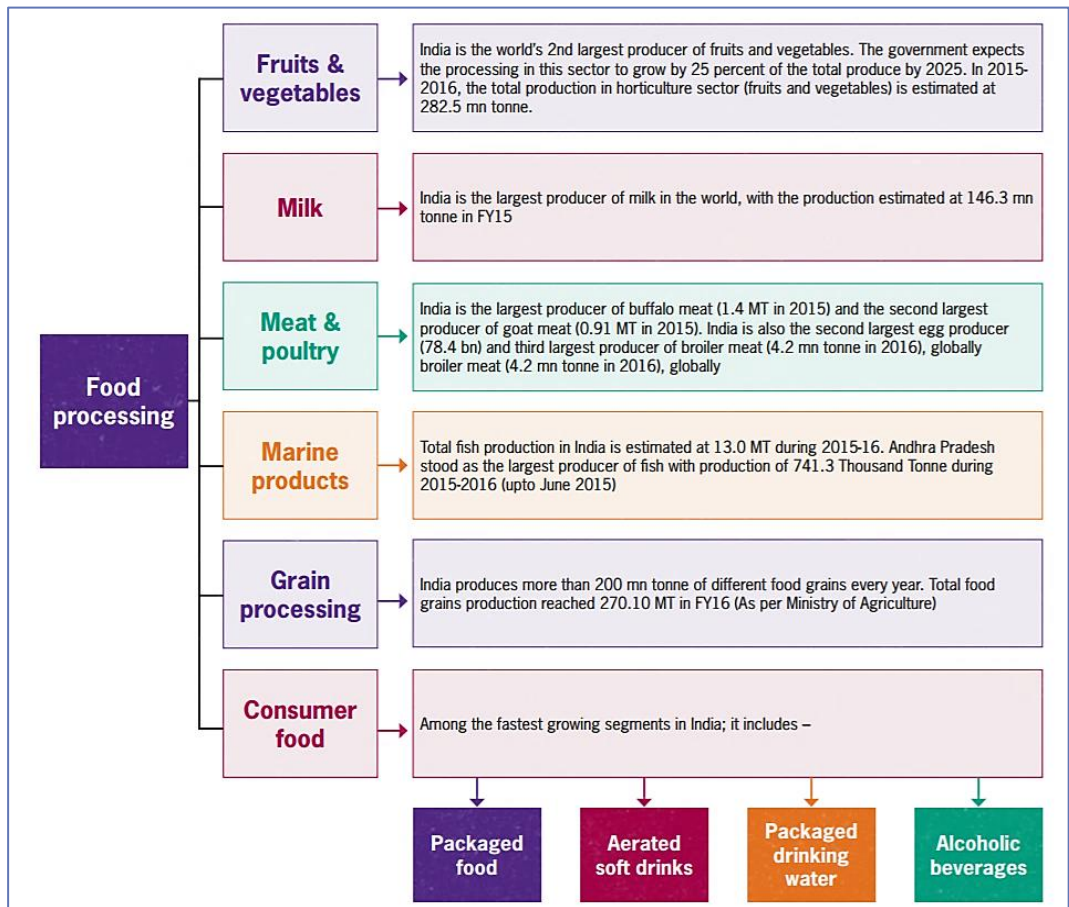 Fruits &
vegetables
India is the world's 2nd largest producer of fruits and vegetables. The government expects
the processing in this sector to grow by 25 percent of the total produce by 2025. In 2015-
2016, the total production in horticulture sector (fruits and vegetables) is estimated at
282.5 mn tonne.
Milk
India is the largest producer of milk in the world, with the production estimated at 146.3 mn
tonne in FY15
Meat &
poultry
India is the largest producer of buffalo meat (1.4 MT in 2015) and the second largest
producer of goat meat (0.91 MT in 2015). India is also the second largest egg producer
(78.4 bn) and third largest producer of broiler meat (4.2 mn tonne in 2016), globally
broiler meat (4.2 mn tonne in 2016), globally
Food
processing
Marine
products
Total fish production in India is estimated at 13.0 MT during 2015-16. Andhra Pradesh
stood as the largest producer of fish with production of 741.3 Thousand Tonne during
2015-2016 (upto June 2015)
Grain
processing
India produces more than 200 mn tonne of different food grains every year. Total food
grains production reached 270.10 MT in FY16 (As per Ministry of Agriculture)
Consumer
food
Among the fastest growing segments in India; it includes –
Packaged
food
Aerated
soft drinks
Packaged
drinking
water
Alcoholic
beverages